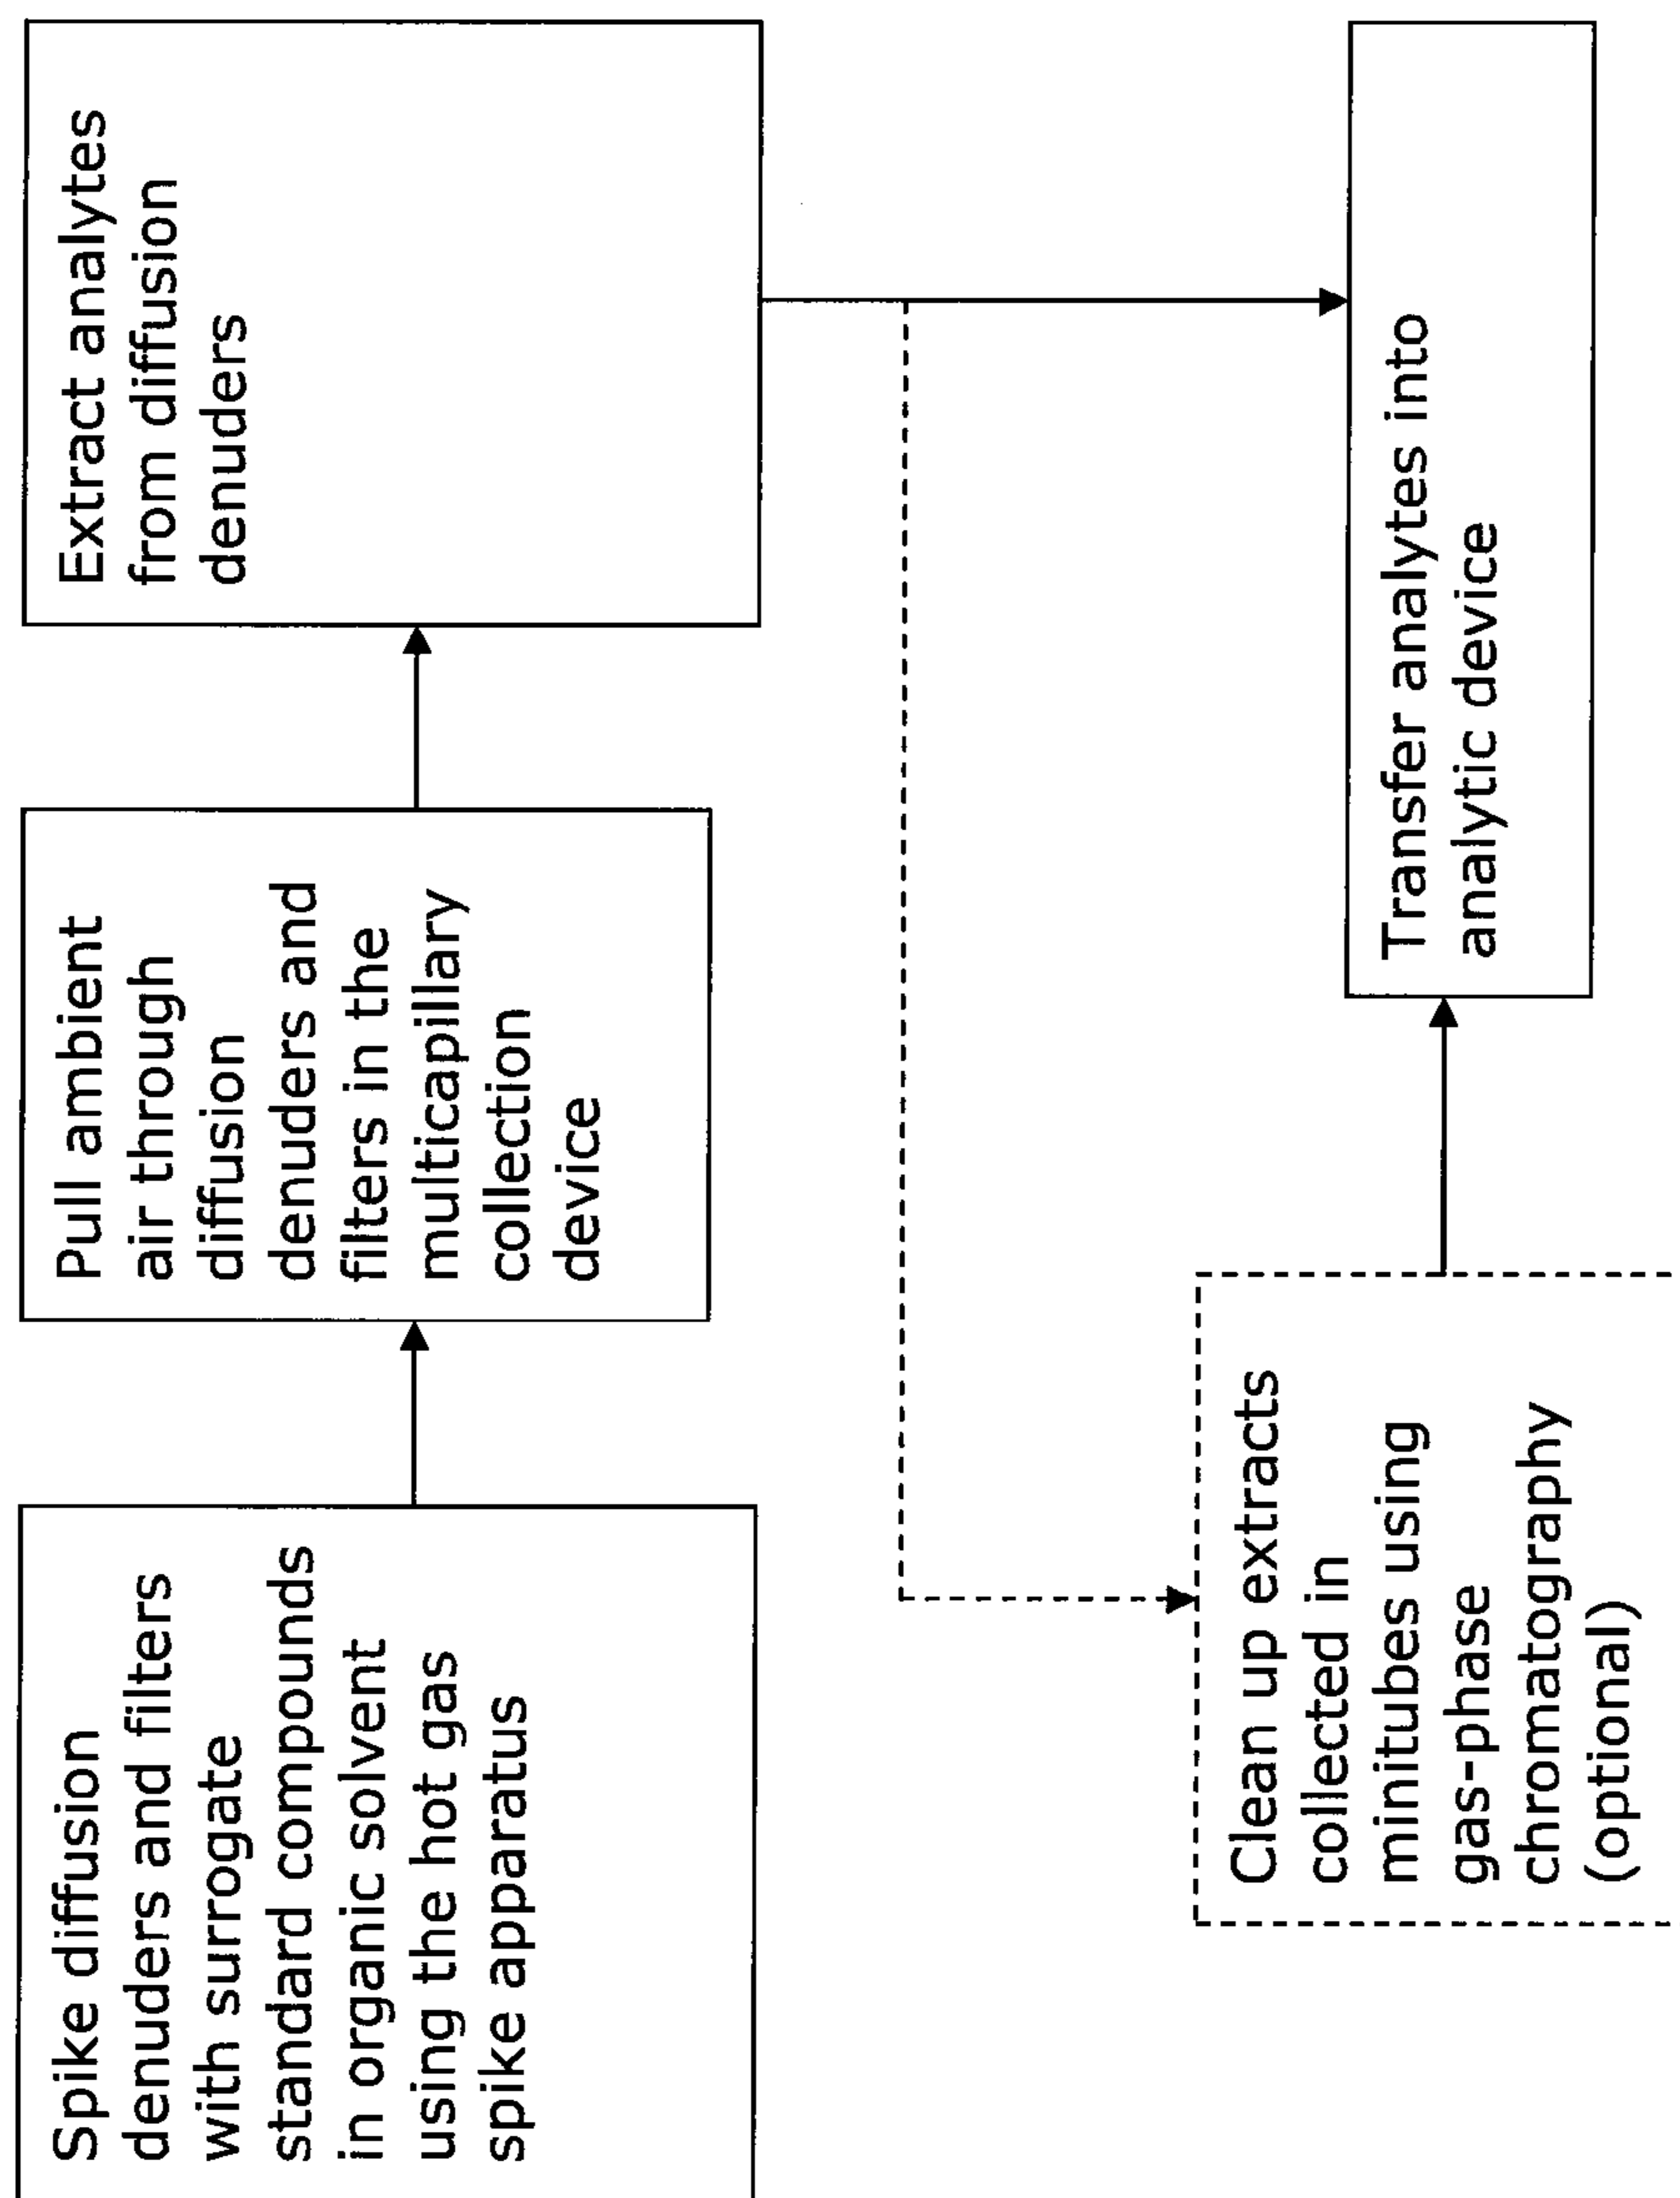 Spike diffusion
denuders and filters
with surrogate
standard compounds
in organic solvent
using the hot gas
spike apparatus
Pull ambient
air through
diffusion
denuders and
filters in the
multicapillary
collection
device
Extract analytes
from diffusion
denuders
Clean up extracts
collected in
minitubes using
gas-phase
chromatography
(optional)
Transfer analytes into
analytic device